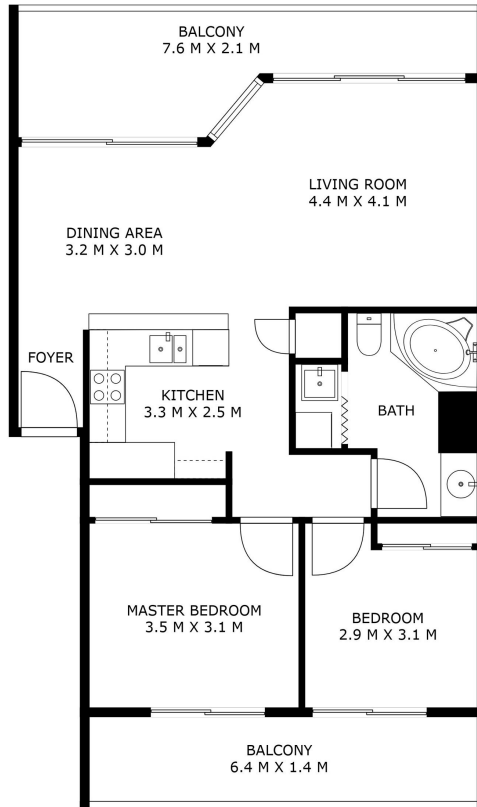 BALCONY
7.6 M X 2.1 M
LIVING ROOM
4.4 M X 4.1 M
DINING AREA
3.2 M X 3.0 M
FOYER
KITCHEN
3.3 M X 2.5 M
BATH
MASTER BEDROOM
3.5 M X 3.1 M
BEDROOM
2.9 M X 3.1 M
BALCONY
6.4 M X 1.4 M